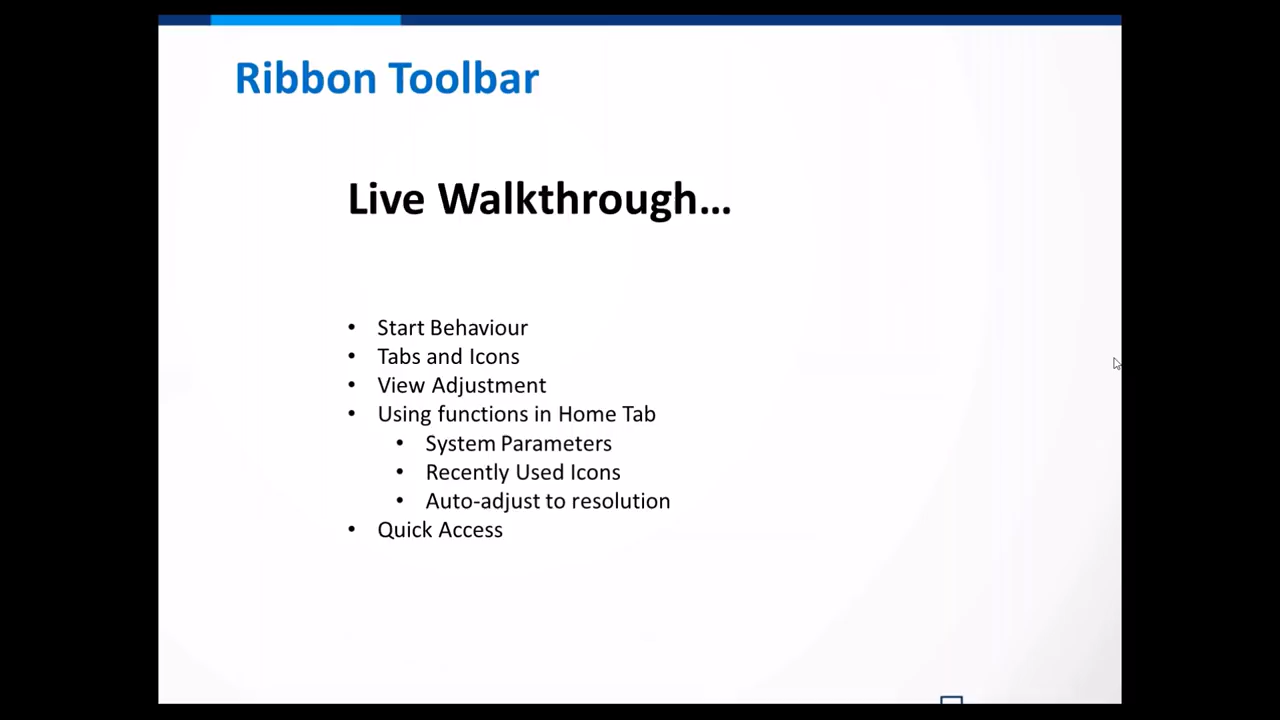 Ribbon Toolbar
Live Walkthrough...
• Start Behaviour
• Tabs and Icons
• View Adjustment
• Using functions in Home Tab
• System Parameters
• Recently Used Icons
• Auto-adjust to resolution
• Quick Access